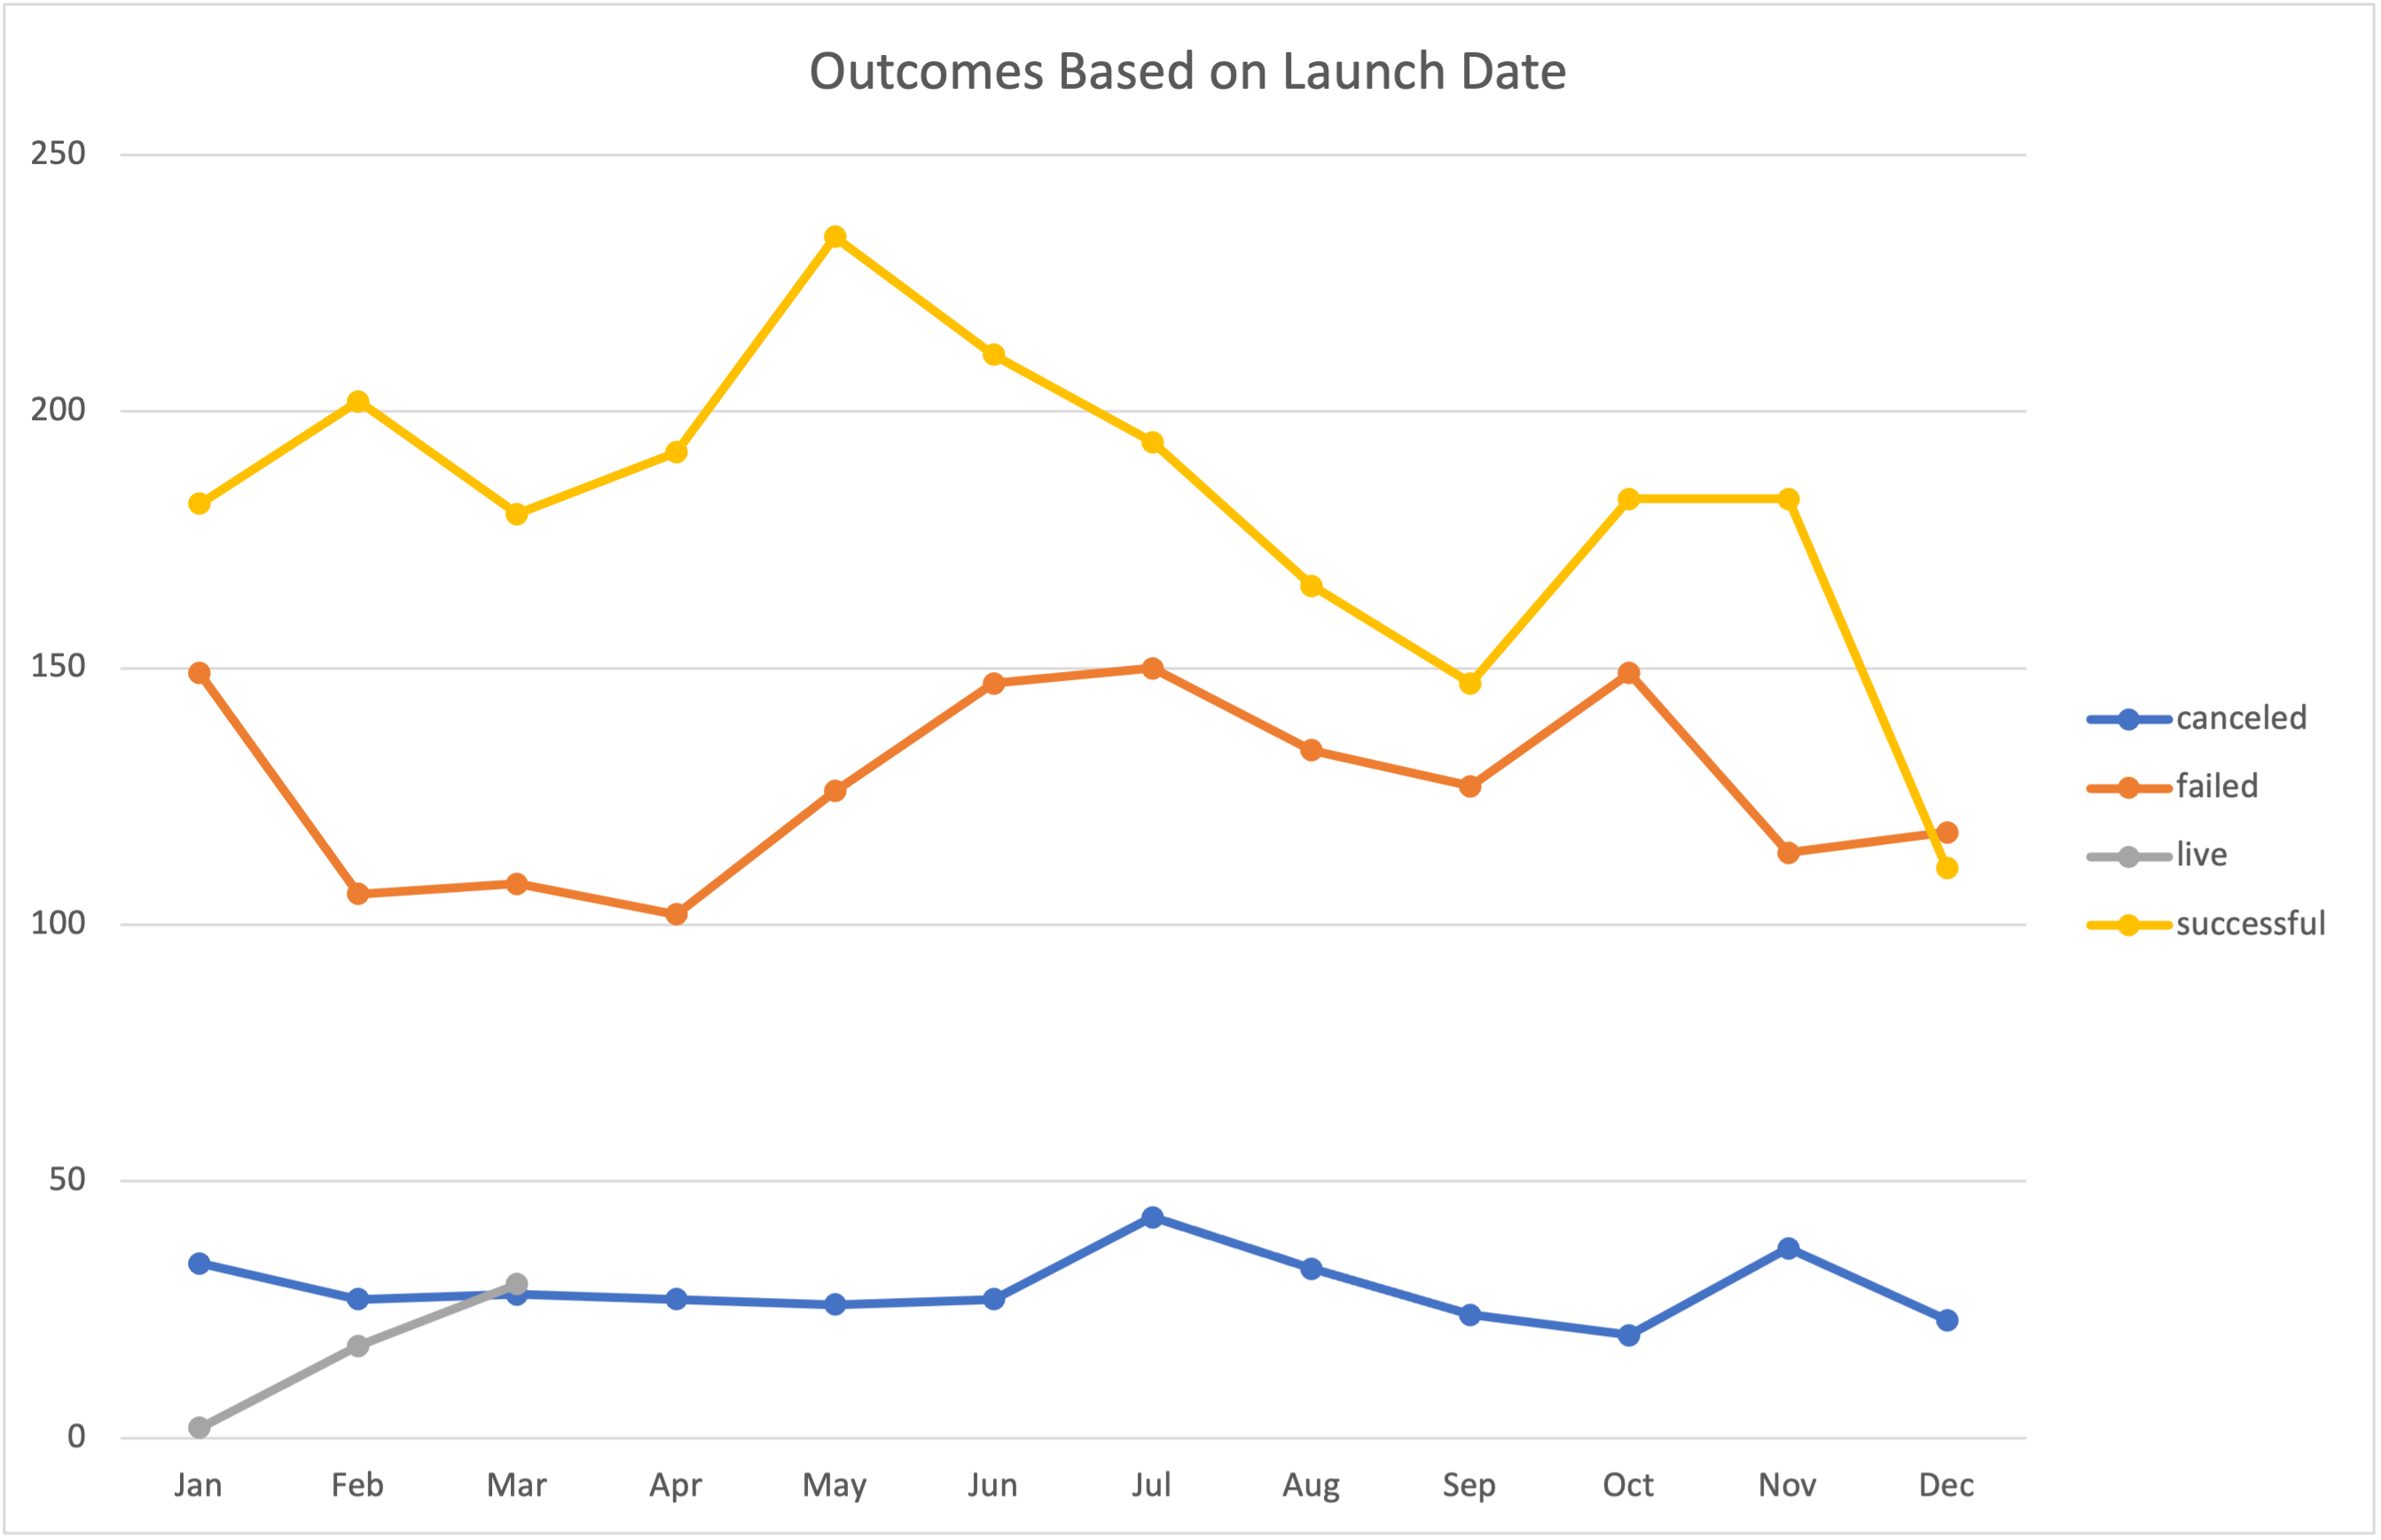 Outcomes Based on Launch Date
250
200
150
100
50
0
Jan Feb Mar Apr May Jun Jul Aug Sep Oct Nov Dec
canceled
failed
live
successful